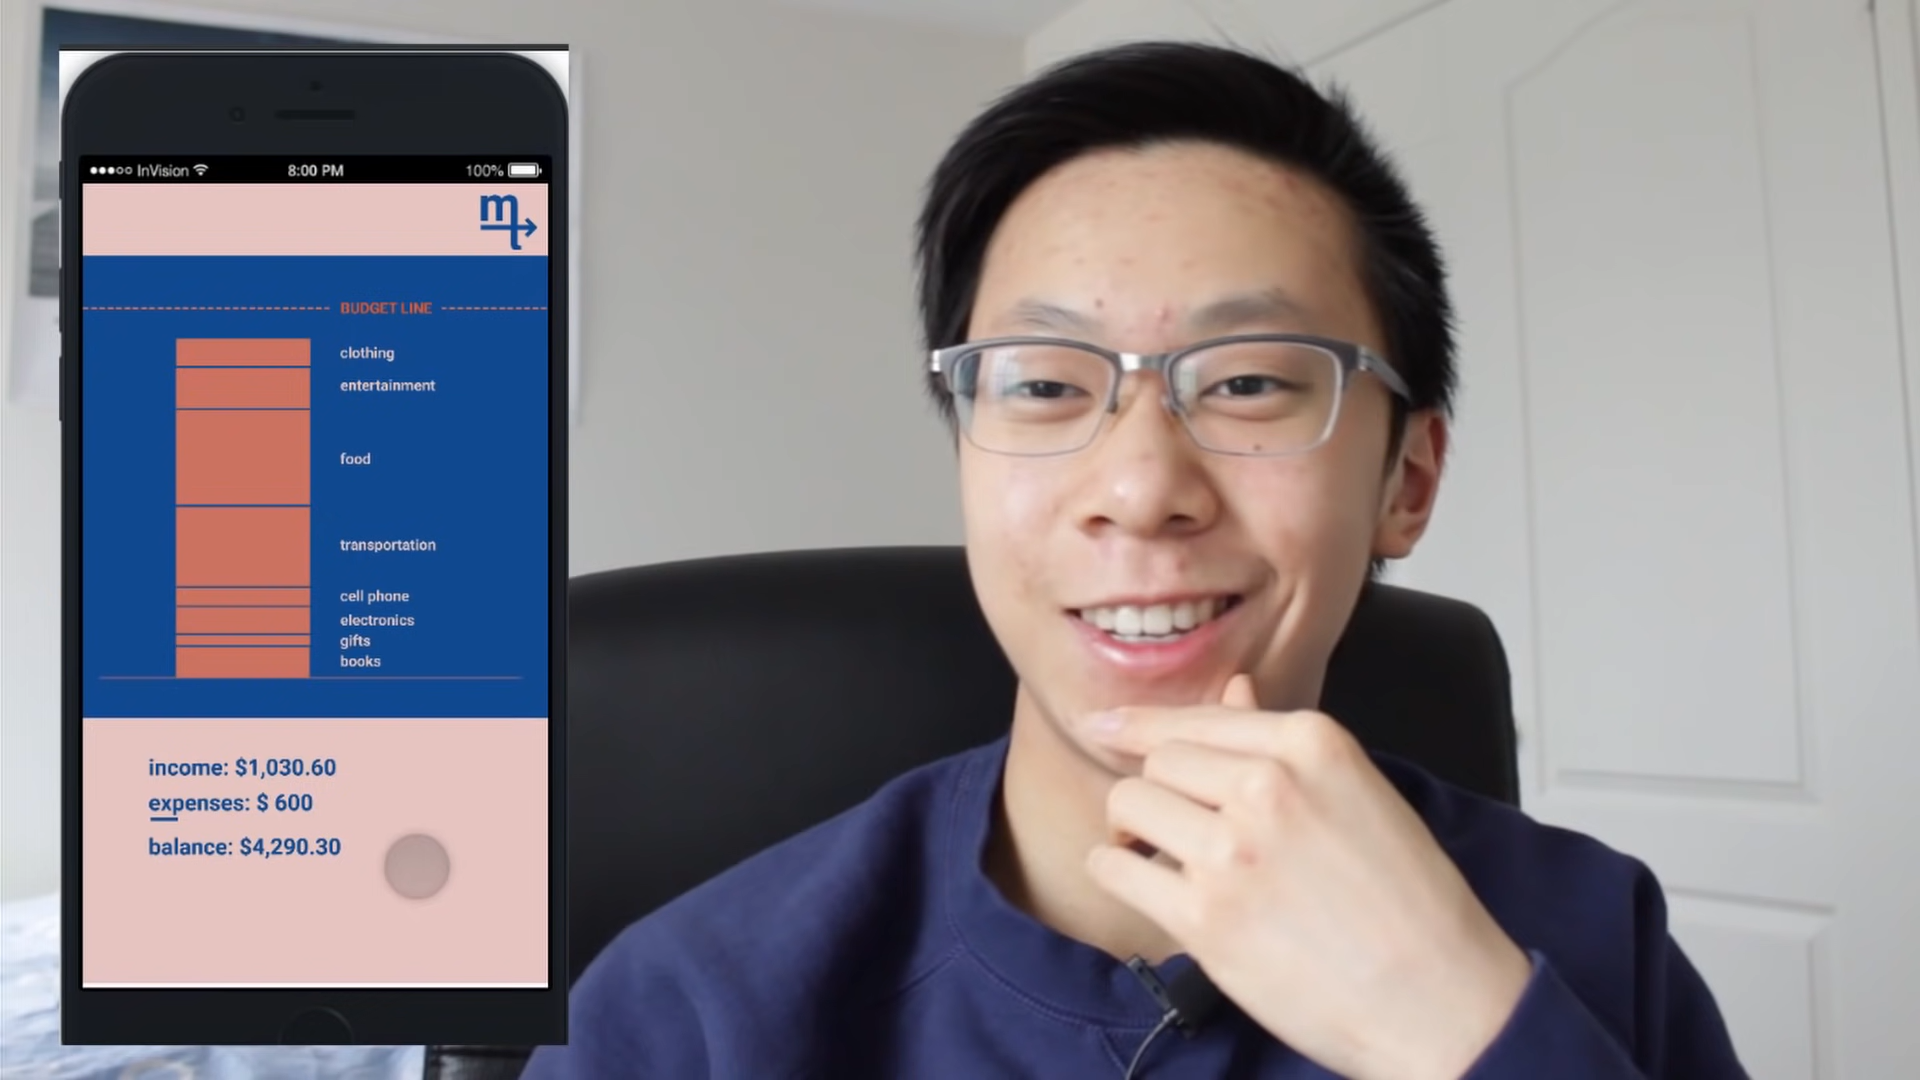 ●●●○○ InVision 8:00 PM 100%
m
BUDGET LINE
clothing
entertainment
food
transportation
cell phone
electronics
gifts
books
income: $1,030.60
expenses: $ 600
balance: $4,290.30